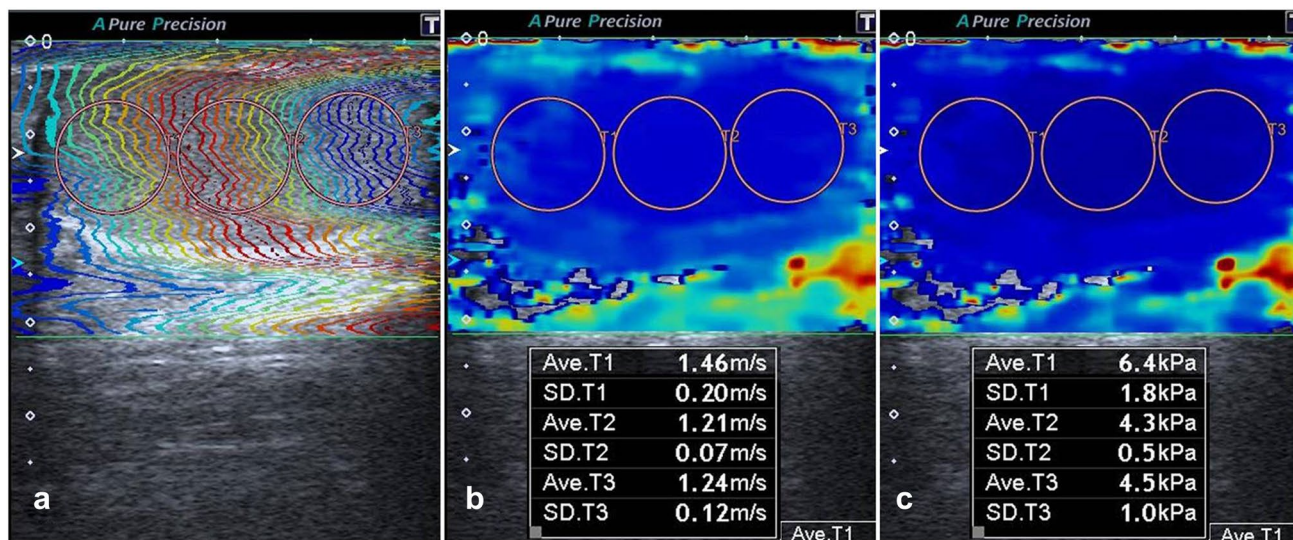 A Pure Precision
T
0
T1
T2
T3
a
A Pure Precision
0
T1
T2
T3
Ave.T1 1.46m/s
SD.T1 0.20m/s
Ave.T2 1.21m/s
SD.T2 0.07m/s
Ave.T3 1.24m/s
SD.T3 0.12m/s
Ave.T1
b
A Pure Precision
T
0
T1
T2
T3
Ave.T1 6.4kPa
SD.T1 1.8kPa
Ave.T2 4.3kPa
SD.T2 0.5kPa
Ave.T3 4.5kPa
SD.T3 1.0kPa
Ave.T1
c